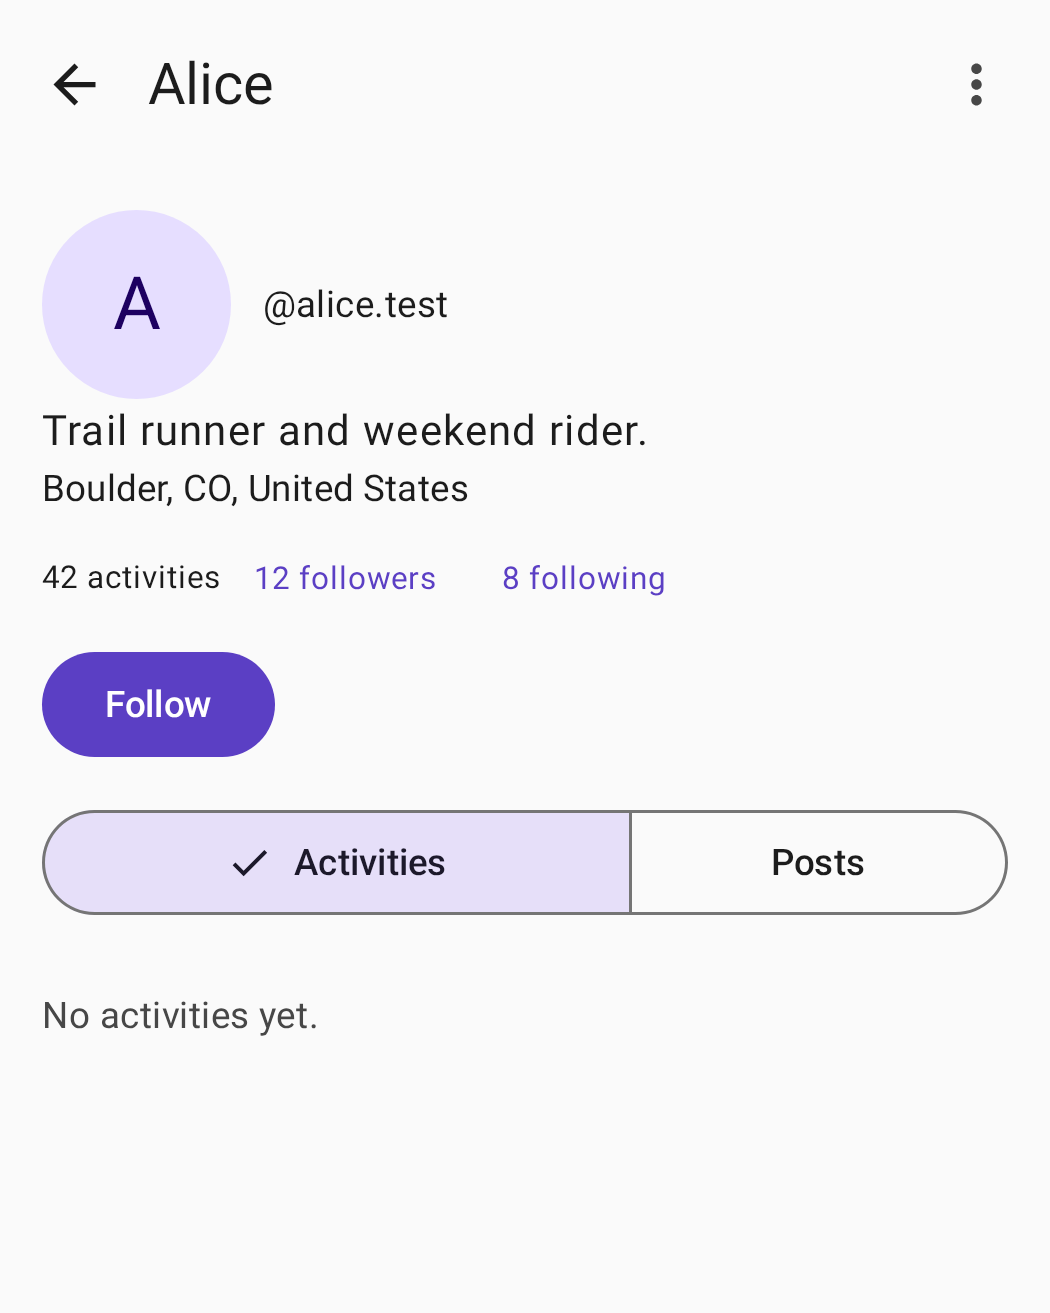 Alice
A
@alice.test
Trail runner and weekend rider.
Boulder, CO, United States
42 activities 12 followers 8 following
Follow
Activities Posts
No activities yet.